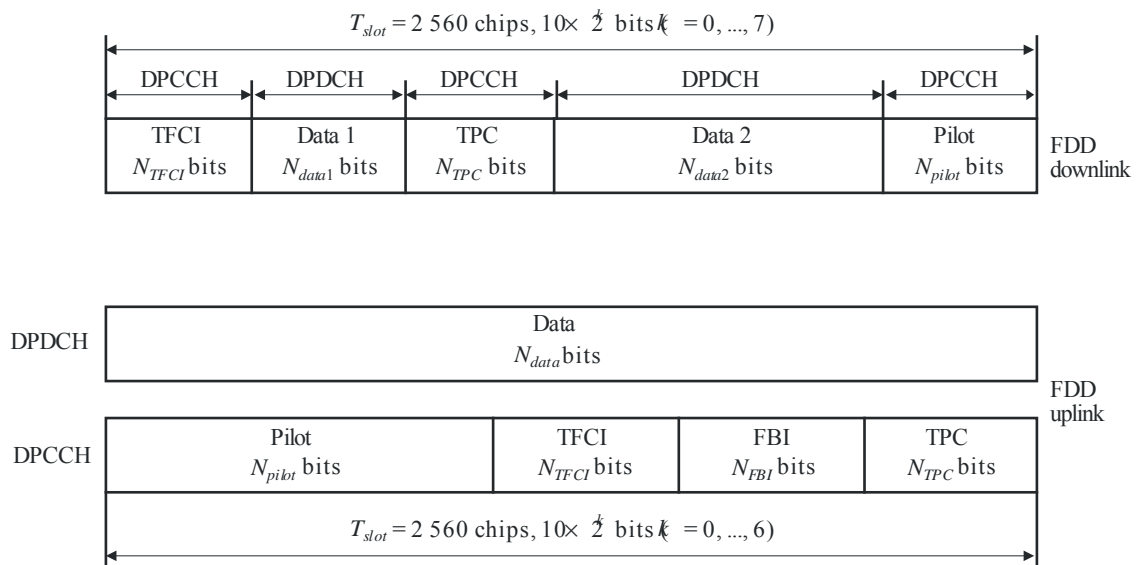 T_slot = 2 560 chips, 10 × 2^k bits (k = 0, ..., 7)
DPCCH DPDCH DPCCH DPDCH DPCCH
TFCI Data 1 TPC Data 2 Pilot
N_TFCI bits N_data1 bits N_TPC bits N_data2 bits N_pilot bits
FDD
downlink
DPDCH
Data
N_data bits
FDD
uplink
DPCCH
Pilot TFCI FBI TPC
N_pilot bits N_TFCI bits N_FBI bits N_TPC bits
T_slot = 2 560 chips, 10 × 2^k bits (k = 0, ..., 6)